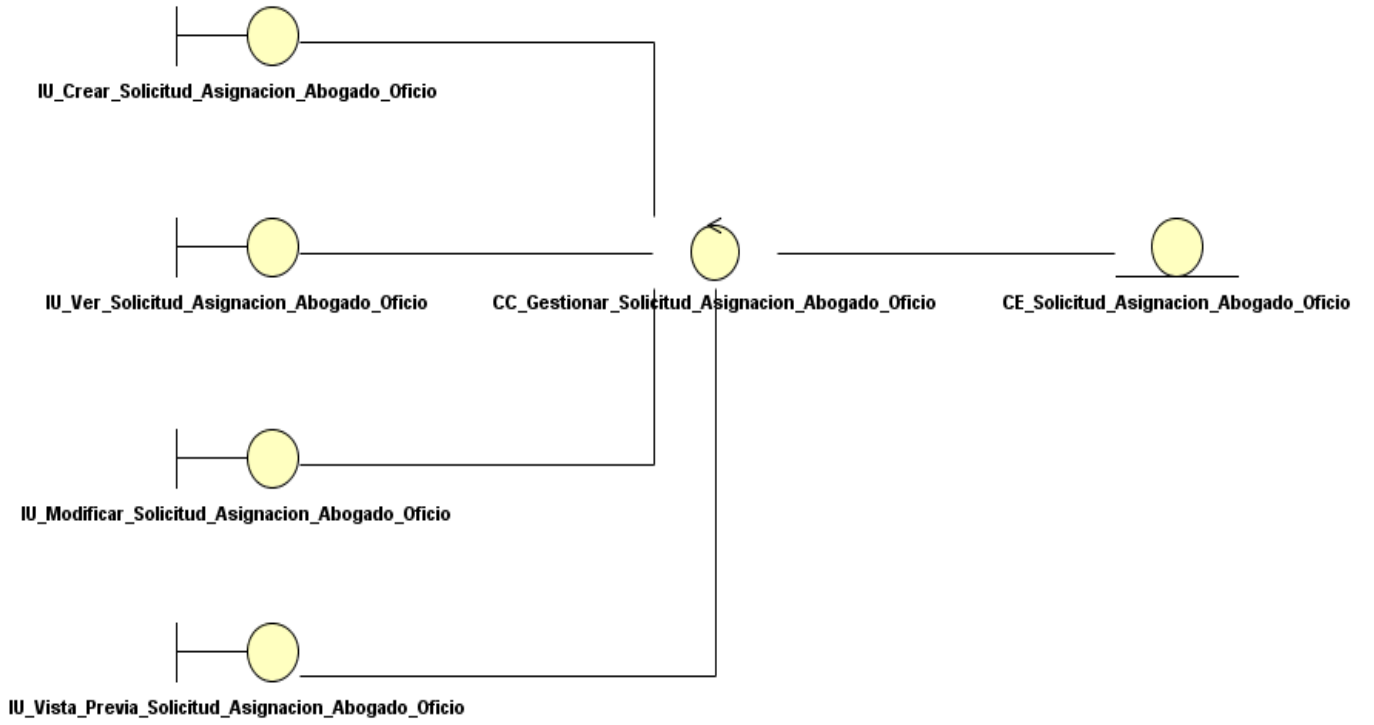 IU_Crear_Solicitud_Asignacion_Abogado_Oficio
IU_Ver_Solicitud_Asignacion_Abogado_Oficio
CC_Gestionar_Solicitud_Asignacion_Abogado_Oficio
CE_Solicitud_Asignacion_Abogado_Oficio
IU_Modificar_Solicitud_Asignacion_Abogado_Oficio
IU_Vista_Previa_Solicitud_Asignacion_Abogado_Oficio